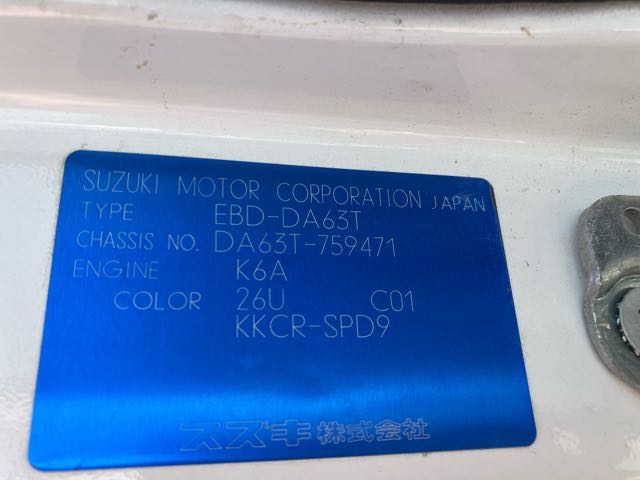 SUZUKI MOTOR CORPORATION JAPAN
TYPE EBD-DA63T
CHASSIS NO. DA63T-759471
ENGINE K6A
COLOR 26U C01
KKCR-SPD9
スズキ株式会社